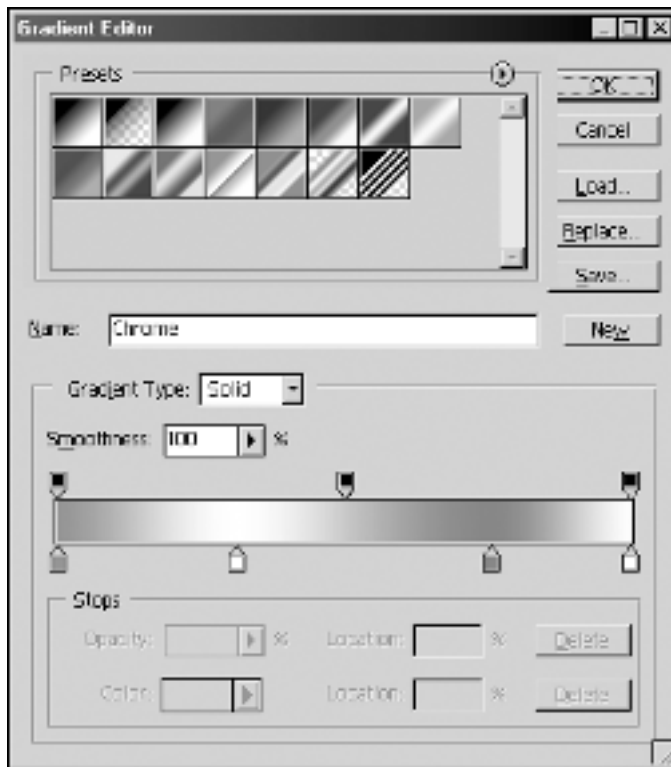 Gradient Editor
Presets
OK
Cancel
Load...
Replace...
Save...
Name: Chrome
New
Gradient Type: Solid
Smoothness: 100 %
Stops
Opacity: % Location: % Delete
Color: Location: % Delete